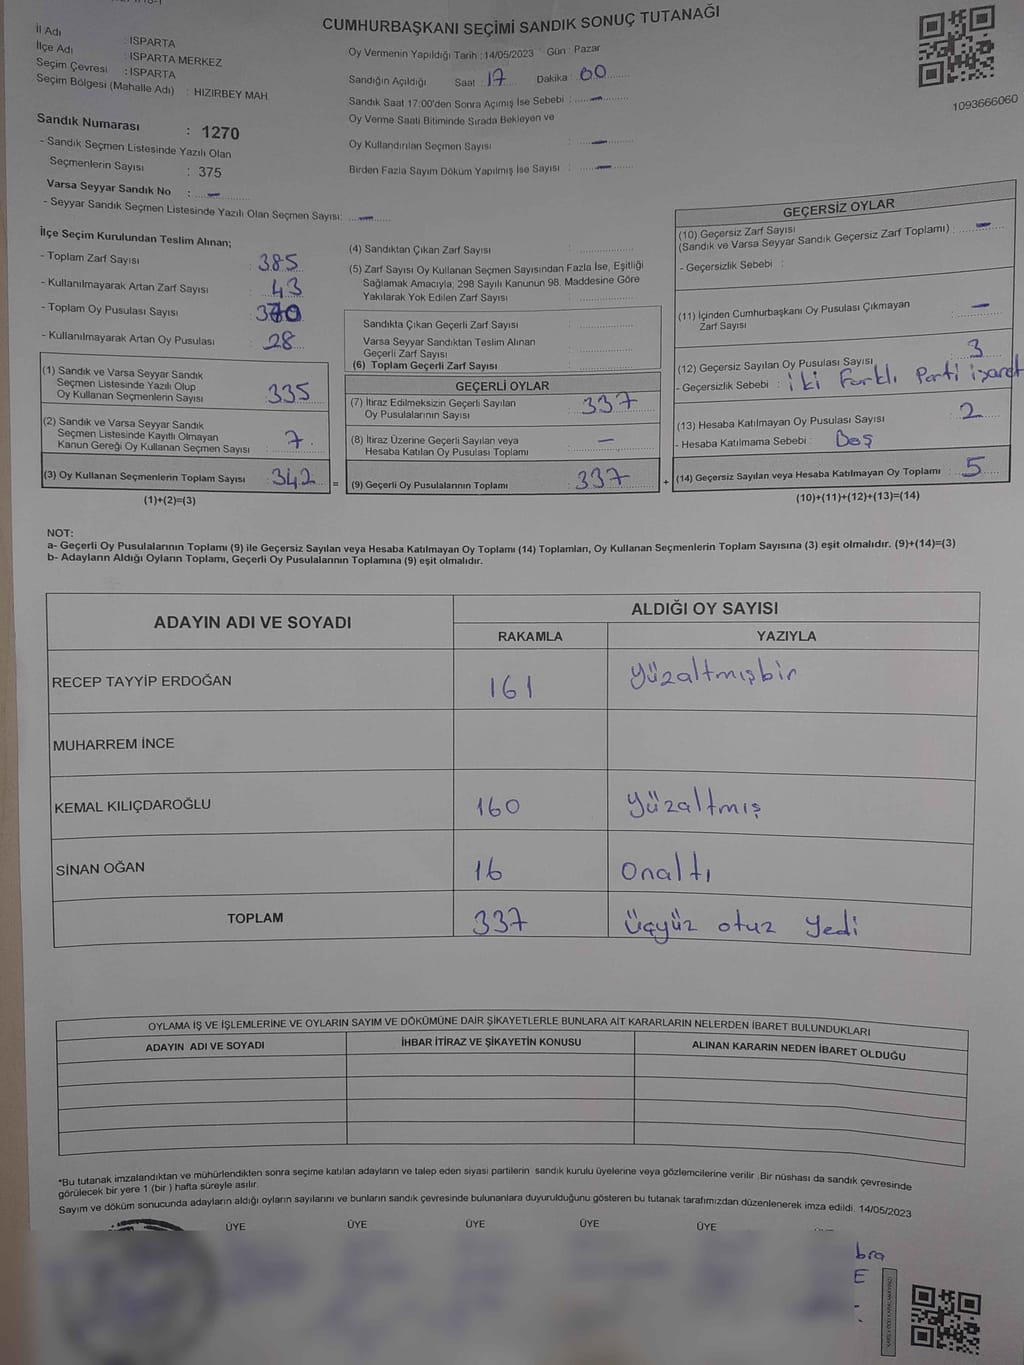 CUMHURBAŞKANI SEÇİMİ SANDIK SONUÇ TUTANAĞI
İl Adı : ISPARTA
İlçe Adı : ISPARTA MERKEZ
Seçim Çevresi : ISPARTA
Seçim Bölgesi (Mahalle Adı) : HIZIRBEY MAH.
Oy Vermenin Yapıldığı Tarih : 14/05/2023 Gün : Pazar
Sandığın Açıldığı Saat : 17 Dakika : 00
Sandık Saat 17:00'den Sonra Açımış İse Sebebi : —
Oy Verme Saati Bitiminde Sırada Bekleyen ve
Oy Kullandırılan Seçmen Sayısı : —
Birden Fazla Sayım Döküm Yapılmış İse Sayısı : —
1093666060
Sandık Numarası : 1270
- Sandık Seçmen Listesinde Yazılı Olan
Seçmenlerin Sayısı : 375
Varsa Seyyar Sandık No : —
- Seyyar Sandık Seçmen Listesinde Yazılı Olan Seçmen Sayısı: —
İlçe Seçim Kurulundan Teslim Alınan;
- Toplam Zarf Sayısı : 385
- Kullanılmayarak Artan Zarf Sayısı : 43
- Toplam Oy Pusulası Sayısı :
- Kullanılmayarak Artan Oy Pusulası : 28
(1) Sandık ve Varsa Seyyar Sandık
Seçmen Listesinde Yazılı Olup
Oy Kullanan Seçmenlerin Sayısı : 335
(2) Sandık ve Varsa Seyyar Sandık
Seçmen Listesinde Kayıtlı Olmayan
Kanun Gereği Oy Kullanan Seçmen Sayısı : 7
(3) Oy Kullanan Seçmenlerin Toplam Sayısı : 342 =
(1)+(2)=(3)
(4) Sandıktan Çıkan Zarf Sayısı :
(5) Zarf Sayısı Oy Kullanan Seçmen Sayısından Fazla İse, Eşitliği
Sağlamak Amacıyla, 298 Sayılı Kanunun 98. Maddesine Göre
Yakılarak Yok Edilen Zarf Sayısı :
Sandıkta Çıkan Geçerli Zarf Sayısı :
Varsa Seyyar Sandıktan Teslim Alınan
Geçerli Zarf Sayısı :
(6) Toplam Geçerli Zarf Sayısı :
GEÇERLİ OYLAR
(7) İtiraz Edilmeksizin Geçerli Sayılan
Oy Pusulalarının Sayısı : 337
(8) İtiraz Üzerine Geçerli Sayılan veya
Hesaba Katılan Oy Pusulası Toplamı : —
(9) Geçerli Oy Pusulalarının Toplamı : 337 +
GEÇERSİZ OYLAR
(10) Geçersiz Zarf Sayısı
(Sandık ve Varsa Seyyar Sandık Geçersiz Zarf Toplamı) : —
- Geçersizlik Sebebi :
(11) İçinden Cumhurbaşkanı Oy Pusulası Çıkmayan
Zarf Sayısı : —
(12) Geçersiz Sayılan Oy Pusulası Sayısı : 3
- Geçersizlik Sebebi : iki Farklı Parti işaret
(13) Hesaba Katılmayan Oy Pusulası Sayısı : 2
- Hesaba Katılmama Sebebi : Boş
(14) Geçersiz Sayılan veya Hesaba Katılmayan Oy Toplamı : 5
(10)+(11)+(12)+(13)=(14)
NOT:
a- Geçerli Oy Pusulalarının Toplamı (9) ile Geçersiz Sayılan veya Hesaba Katılmayan Oy Toplamı (14) Toplamları, Oy Kullanan Seçmenlerin Toplam Sayısına (3) eşit olmalıdır. (9)+(14)=(3)
b- Adayların Aldığı Oyların Toplamı, Geçerli Oy Pusulalarının Toplamına (9) eşit olmalıdır.
ADAYIN ADI VE SOYADI ALDIĞI OY SAYISI
RAKAMLA YAZIYLA
RECEP TAYYİP ERDOĞAN 161 Yüzaltmışbir
MUHARREM İNCE
KEMAL KILIÇDAROĞLU 160 Yüzaltmış
SİNAN OĞAN 16 Onaltı
TOPLAM 337 Üçyüz otuz Yedi
OYLAMA İŞ VE İŞLEMLERİNE VE OYLARIN SAYIM VE DÖKÜMÜNE DAİR ŞİKAYETLERLE BUNLARA AİT KARARLARIN NELERDEN İBARET BULUNDUKLARI
ADAYIN ADI VE SOYADI İHBAR İTİRAZ VE ŞİKAYETİN KONUSU ALINAN KARARIN NEDEN İBARET OLDUĞU
*Bu tutanak imzalandıktan ve mühürlendikten sonra seçime katılan adayların ve talep eden siyasi partilerin sandık kurulu üyelerine veya gözlemcilerine verilir. Bir nüshası da sandık çevresinde
görülecek bir yere 1 (bir ) hafta süreyle asılır.
Sayım ve döküm sonucunda adayların aldığı oyların sayılarını ve bunların sandık çevresinde bulunanlara duyurulduğunu gösteren bu tutanak tarafımızdan düzenlenerek imza edildi. 14/05/2023
ÜYE ÜYE ÜYE ÜYE ÜYE
bra
E